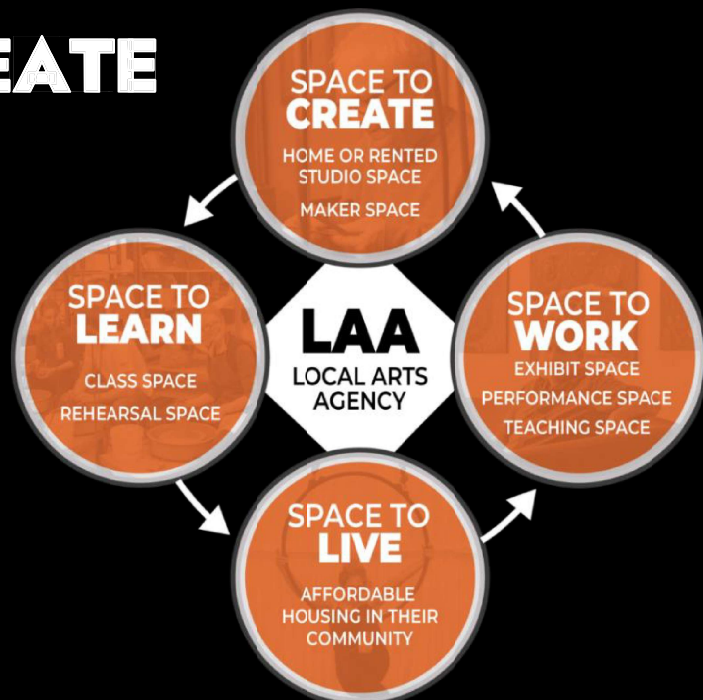 EATE
SPACE TO
CREATE
HOME OR RENTED
STUDIO SPACE
MAKER SPACE
SPACE TO
LEARN
CLASS SPACE
REHEARSAL SPACE
LAA
LOCAL ARTS
AGENCY
SPACE TO
WORK
EXHIBIT SPACE
PERFORMANCE SPACE
TEACHING SPACE
SPACE TO
LIVE
AFFORDABLE
HOUSING IN THEIR
COMMUNITY